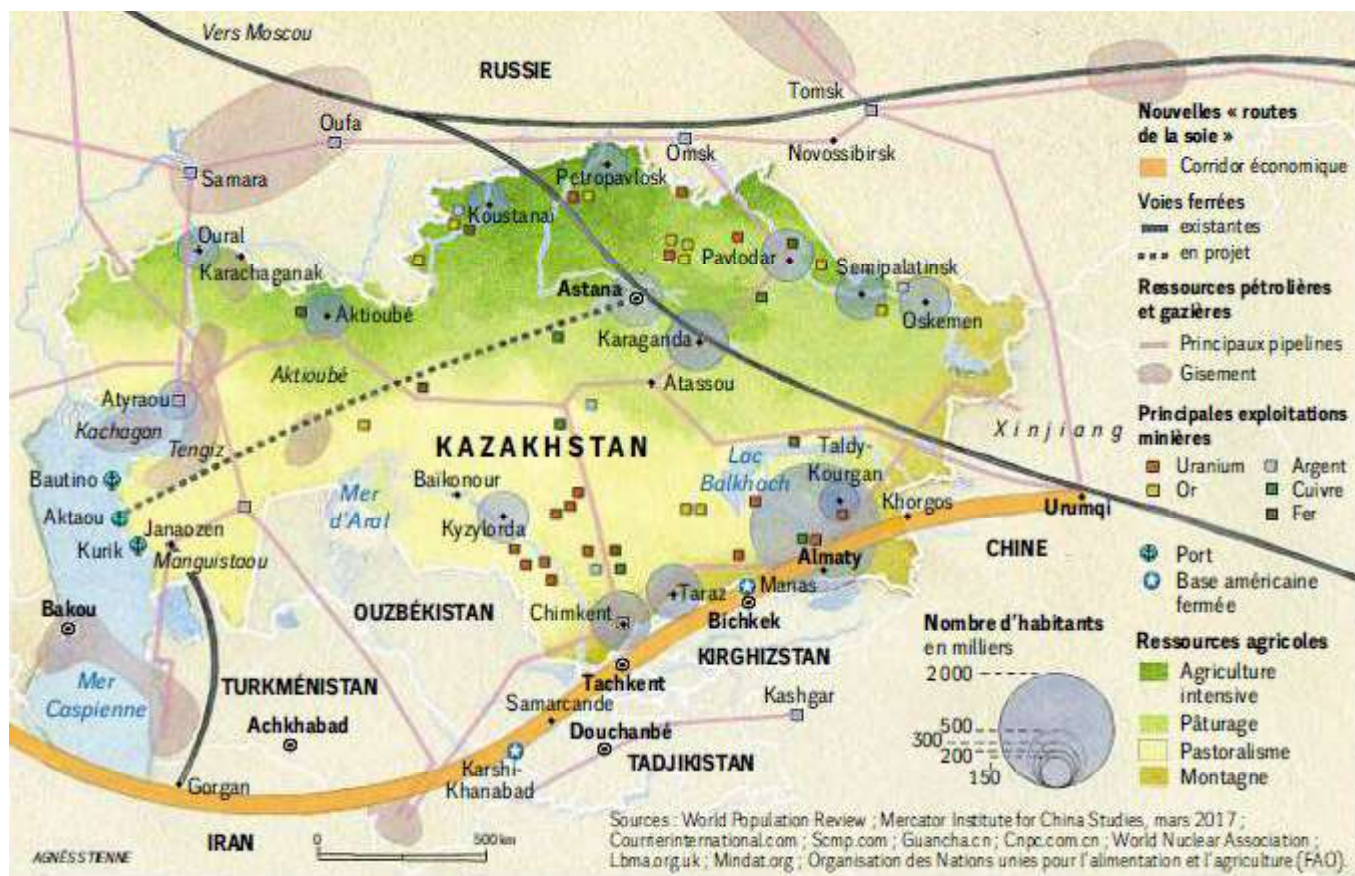 Vers Moscou
RUSSIE
Tomsk
Oufa
Omsk
Novossibirsk
Samara
Petropavlosk
Koustanaï
Oural
Karachaganak
Pavlodar
Semipalatinsk
Astana
Oskemen
Aktioubé
Karaganda
Aktioubé
Atassou
Atyraou
Kachagan
Tengiz
KAZAKHSTAN
Xinjiang
Bautino
Mer
d'Aral
Baïkonour
Lac
Balkhach
Taldy-
Kourgan
Khorgos
Urumqi
Aktaou
Janaozen
Kurik
Manguistaou
Kyzylorda
CHINE
Almaty
Bakou
OUZBÉKISTAN
Chimkent
Taraz
Manas
Bichkek
KIRGHIZSTAN
Mer
Caspienne
TURKMÉNISTAN
Achkhabad
Tachkent
Samarcande
Douchanbé
Kashgar
TADJIKISTAN
Karshi-
Khanabad
Gorgan
IRAN
0
500 km
AGNÈS STIENNE
Nouvelles « routes
de la soie »
Corridor économique
Voies ferrées
existantes
en projet
Ressources pétrolières
et gazières
Principaux pipelines
Gisement
Principales exploitations
minières
Uranium
Argent
Or
Cuivre
Fer
Port
Base américaine
fermée
Nombre d'habitants
en milliers
2 000
500
300
200
150
Ressources agricoles
Agriculture
intensive
Pâturage
Pastoralisme
Montagne
Sources : World Population Review ; Mercator Institute for China Studies, mars 2017 ;
Courrierinternational.com ; Scmp.com ; Guancha.cn ; Cnpc.com.cn ; World Nuclear Association ;
Lbma.org.uk ; Mindat.org ; Organisation des Nations unies pour l'alimentation et l'agriculture (FAO).